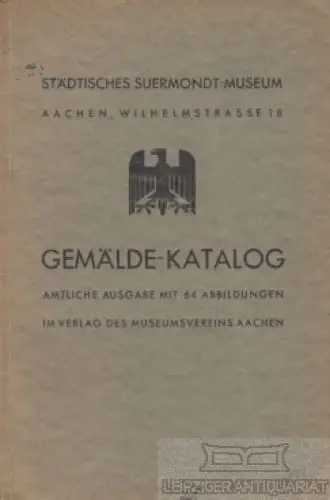 STÄDTISCHES SUERMONDT-MUSEUM
AACHEN, WILHELMSTRASSE 18
GEMÄLDE-KATALOG
AMTLICHE AUSGABE MIT 64 ABBILDUNGEN
IM VERLAG DES MUSEUMSVEREINS AACHEN
LEIPZIGER ANTIQUARIAT